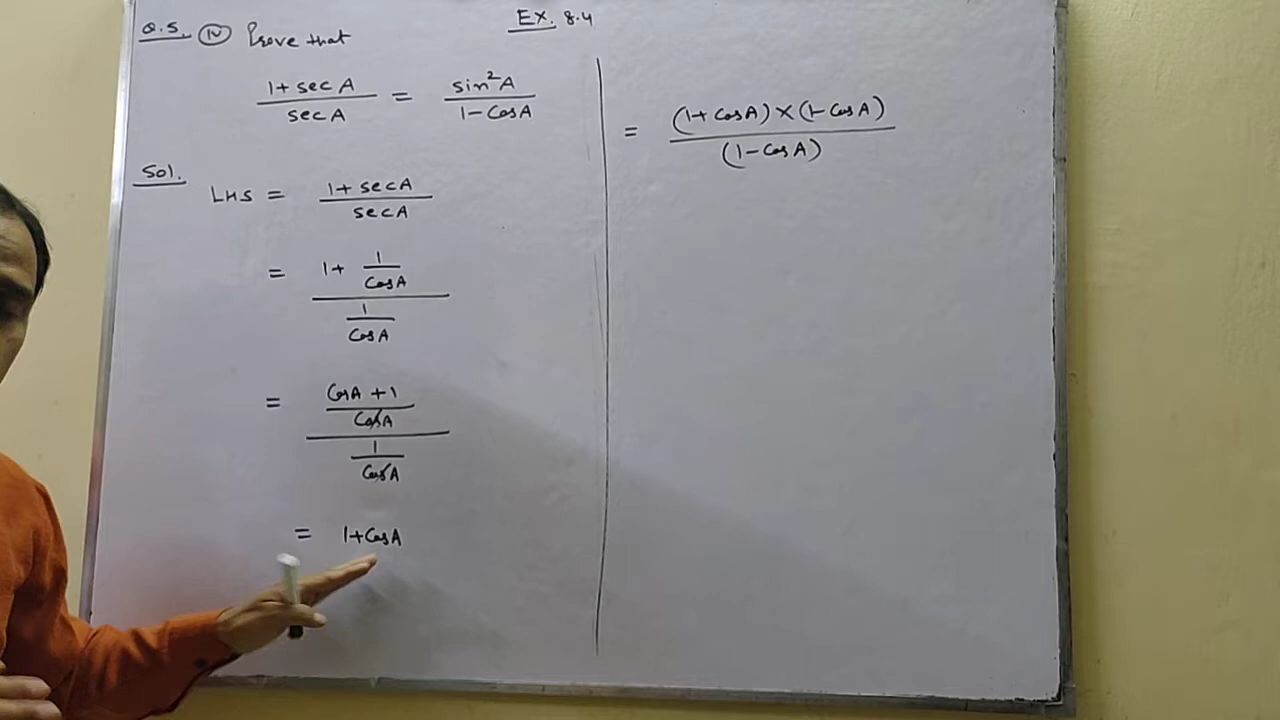 Q.5. (iv) Prove that
EX. 8.4
1 + sec A / sec A = sin²A / 1 - Cos A
Sol.
LHS = 1 + sec A / sec A
= 1 + 1/Cos A / 1/Cos A
= Cos A + 1 / Cos A / 1 / Cos A
= 1 + Cos A
= (1 + Cos A) × (1 - Cos A) / (1 - Cos A)